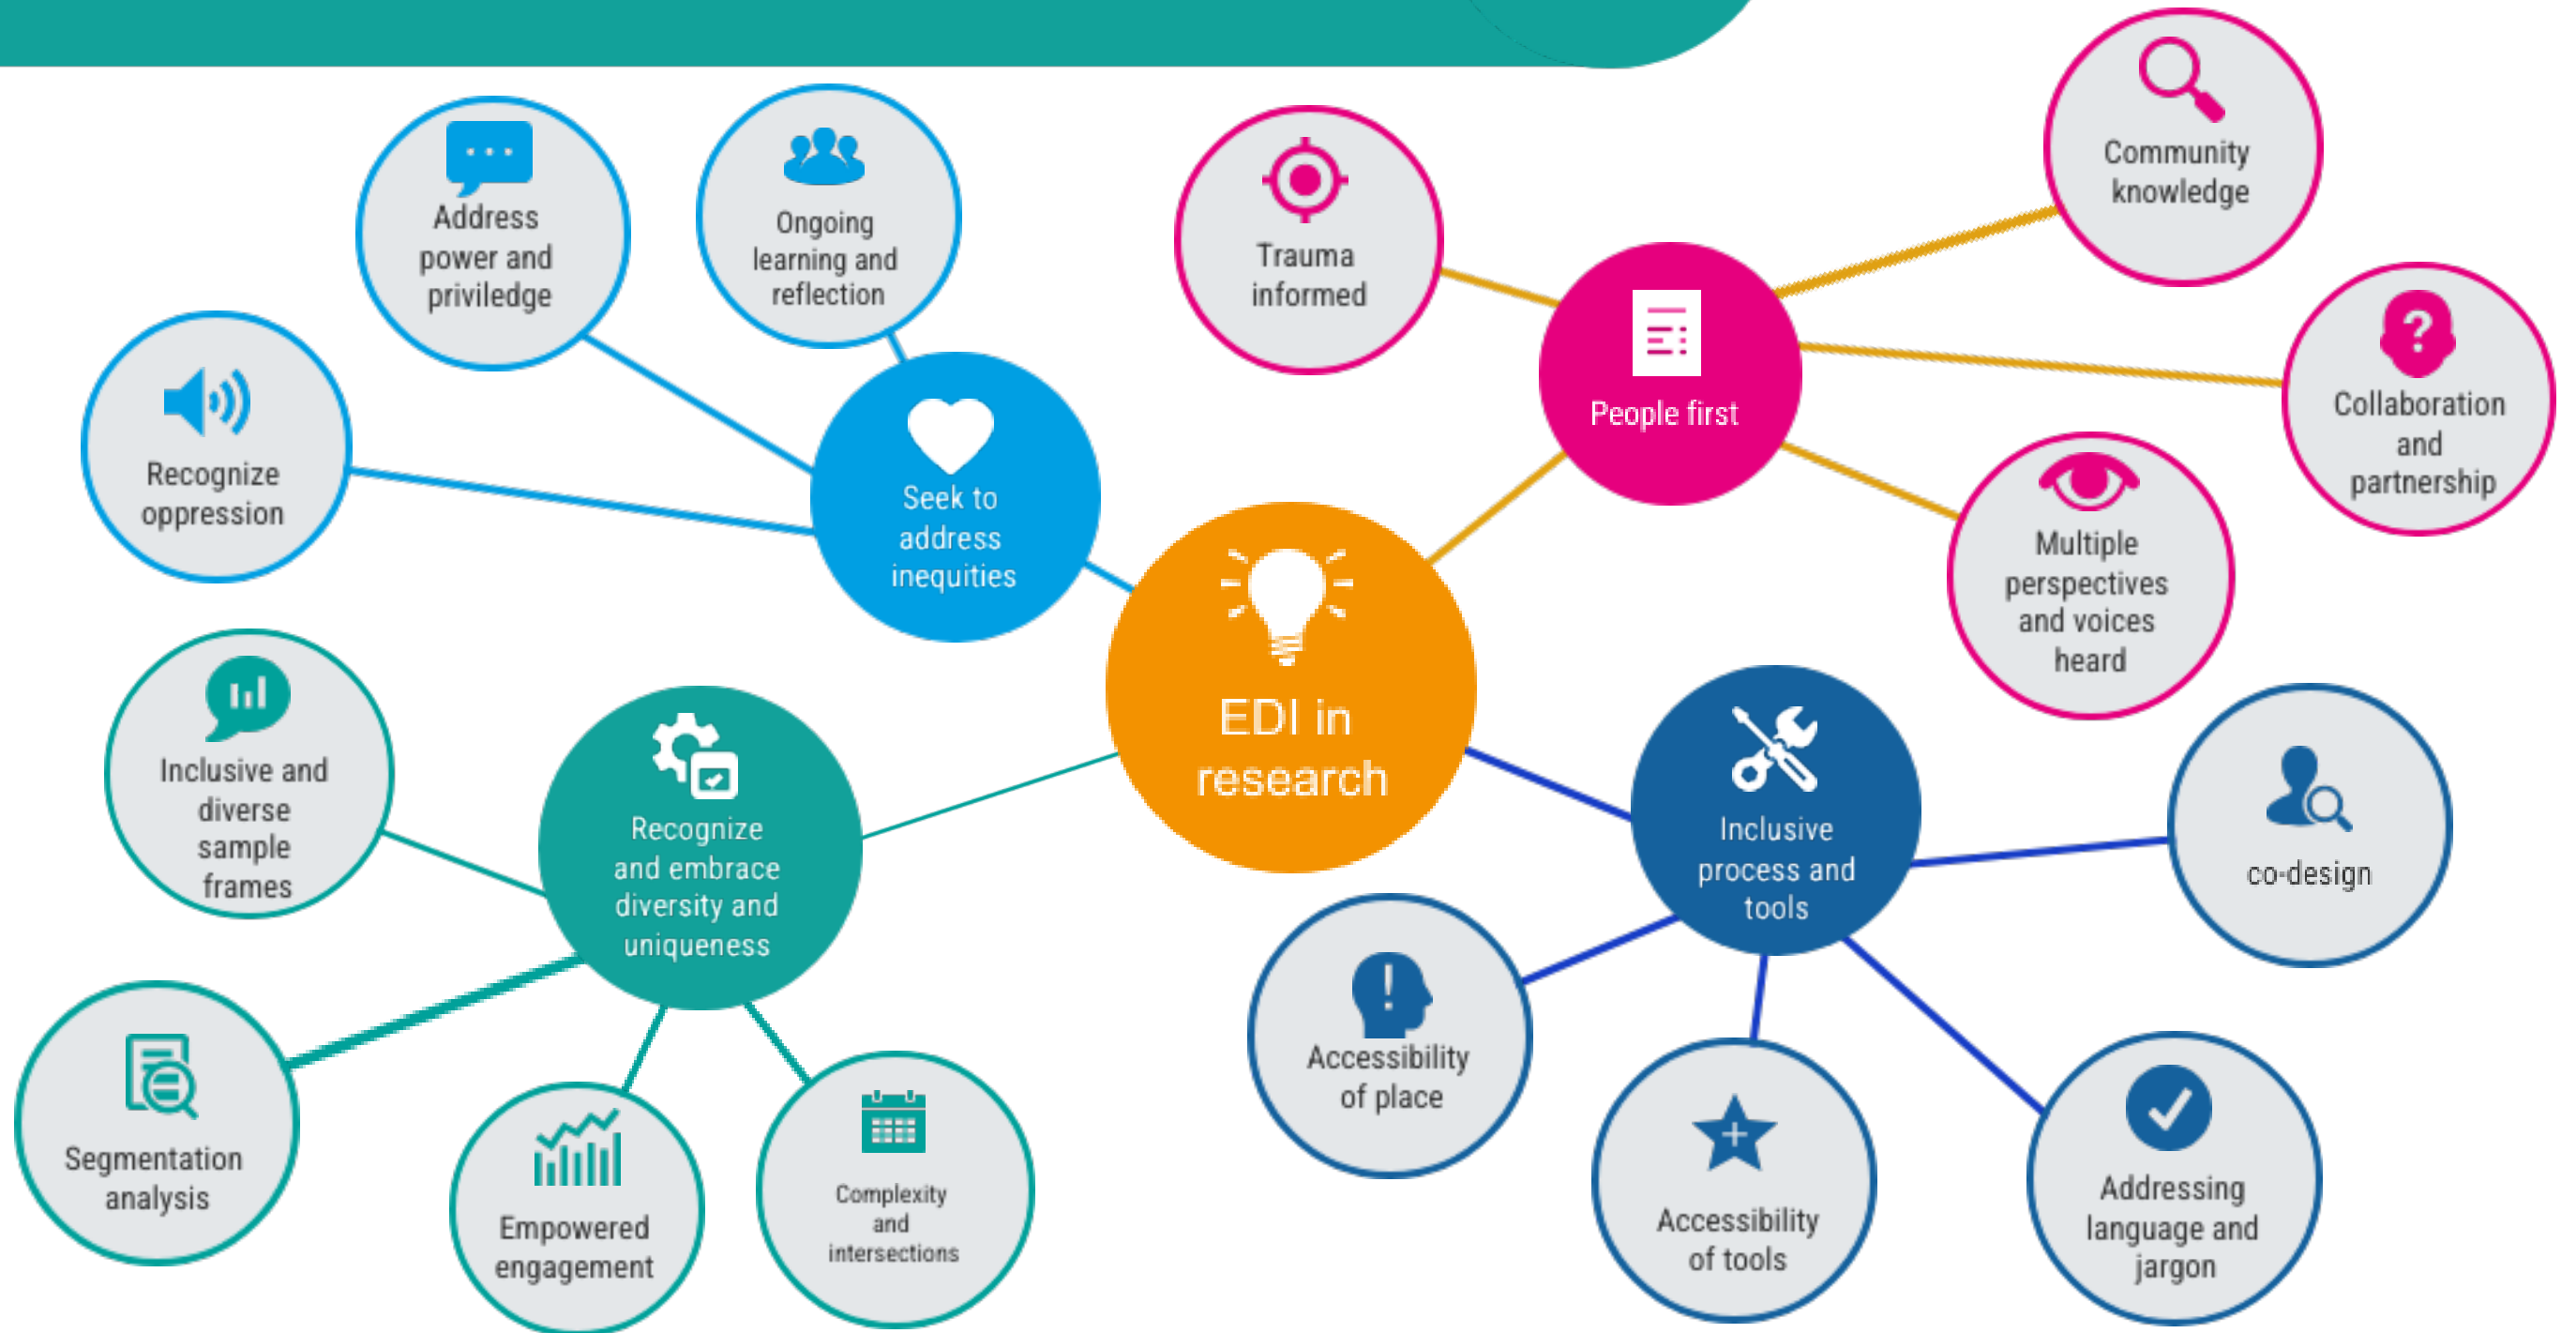 Address
power and
priviledge
Ongoing
learning and
reflection
Recognize
oppression
Seek to
address
inequities
Trauma
informed
Community
knowledge
People first
Collaboration
and
partnership
Multiple
perspectives
and voices
heard
EDI in
research
Inclusive and
diverse
sample
frames
Recognize
and embrace
diversity and
uniqueness
Segmentation
analysis
Empowered
engagement
Complexity
and
intersections
Inclusive
process and
tools
co-design
Accessibility
of place
Accessibility
of tools
Addressing
language and
jargon